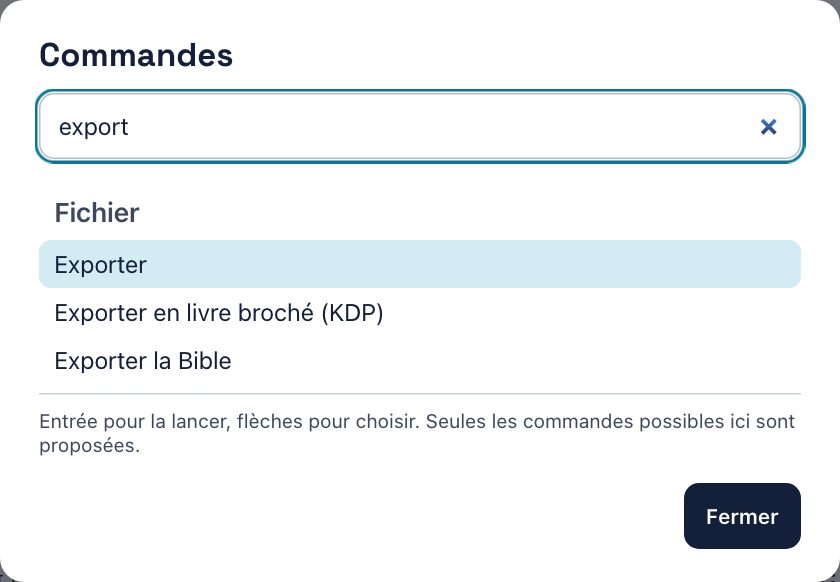 Commandes
export
Fichier
Exporter
Exporter en livre broché (KDP)
Exporter la Bible
Entrée pour la lancer, flèches pour choisir. Seules les commandes possibles ici sont
proposées.
Fermer